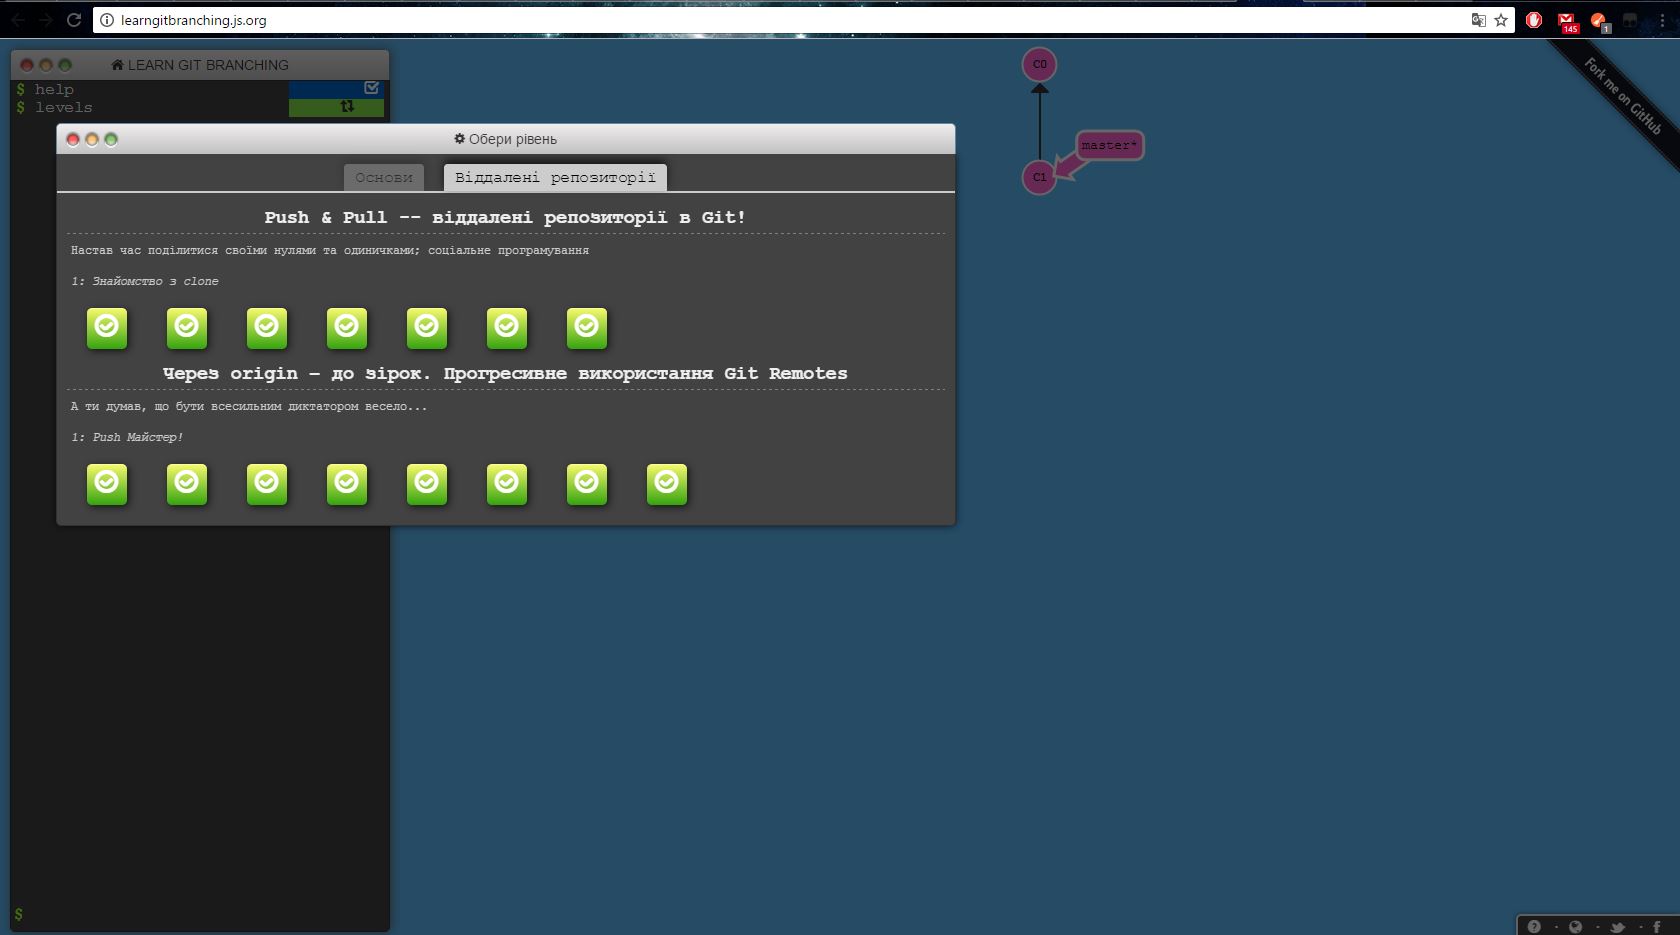 learngitbranching.js.org
145
1
Fork me on GitHub
LEARN GIT BRANCHING
$ help
$ levels
C0
master*
C1
Обери рівень
Основи
Віддалені репозиторії
Push & Pull -- віддалені репозиторії в Git!
Настав час поділитися своїми нулями та одиничками; соціальне програмування
1: Знайомство з clone
Через origin – до зірок. Прогресивне використання Git Remotes
А ти думав, що бути всесильним диктатором весело...
1: Push Майстер!
$